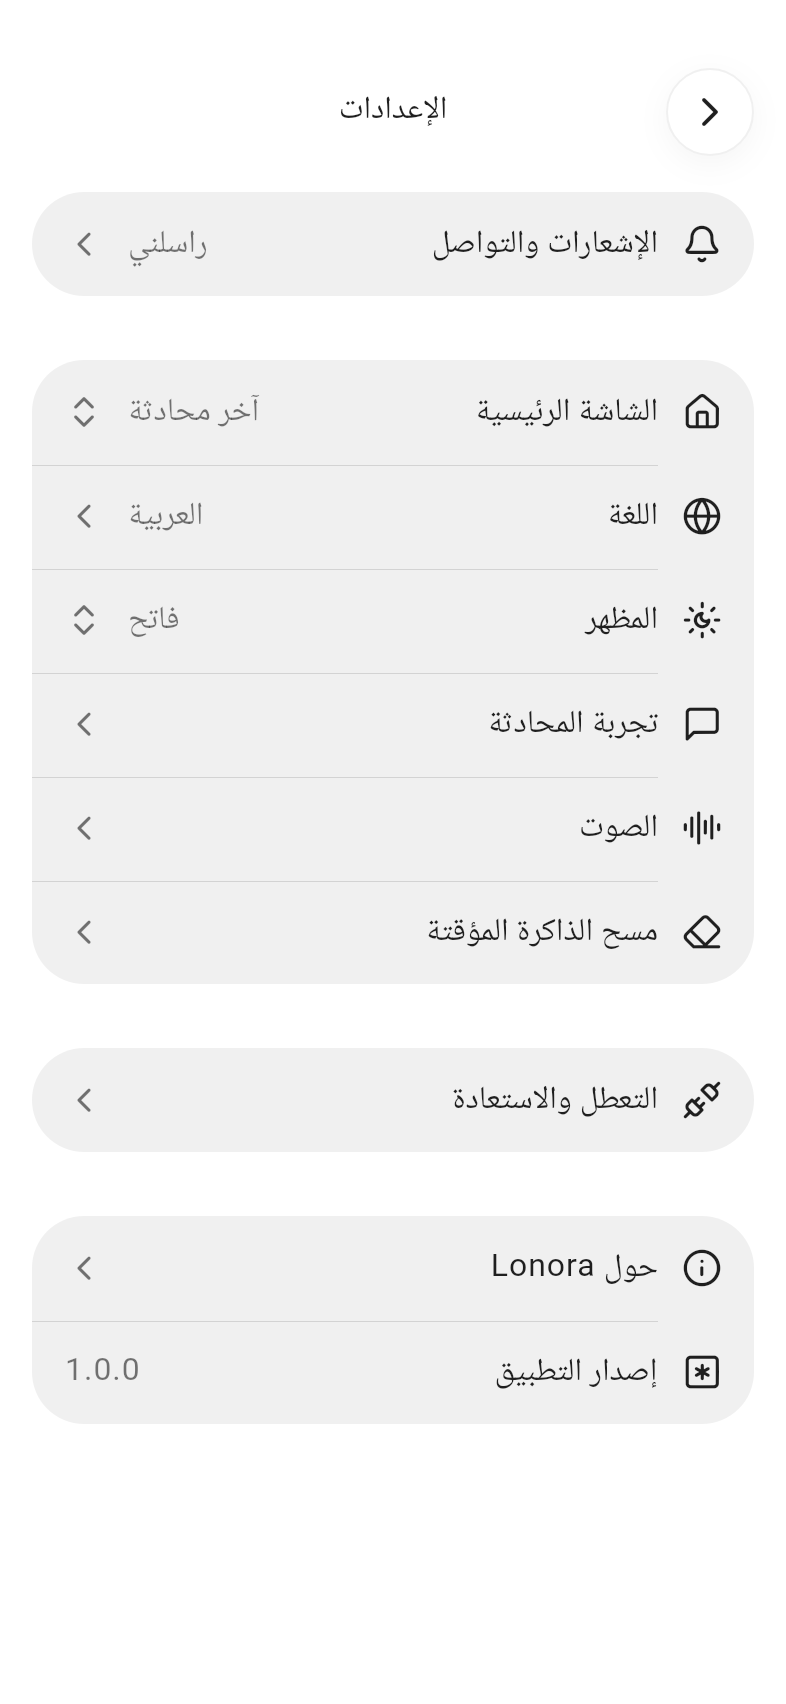 الإعدادات
الإشعارات والتواصل راسلني
الشاشة الرئيسية آخر محادثة
اللغة العربية
المظهر فاتح
تجربة المحادثة
الصوت
مسح الذاكرة المؤقتة
التعطل والاستعادة
حول Lonora
إصدار التطبيق 1.0.0